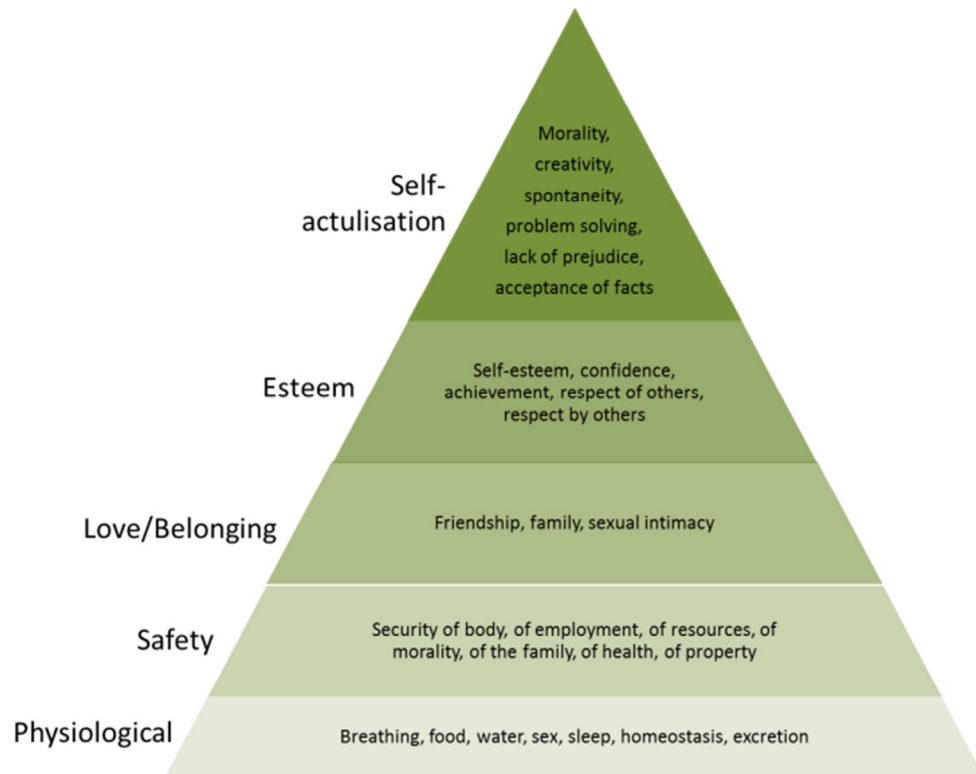 Self-
actulisation
Morality,
creativity,
spontaneity,
problem solving,
lack of prejudice,
acceptance of facts
Esteem
Self-esteem, confidence,
achievement, respect of others,
respect by others
Love/Belonging
Friendship, family, sexual intimacy
Safety
Security of body, of employment, of resources, of
morality, of the family, of health, of property
Physiological
Breathing, food, water, sex, sleep, homeostasis, excretion